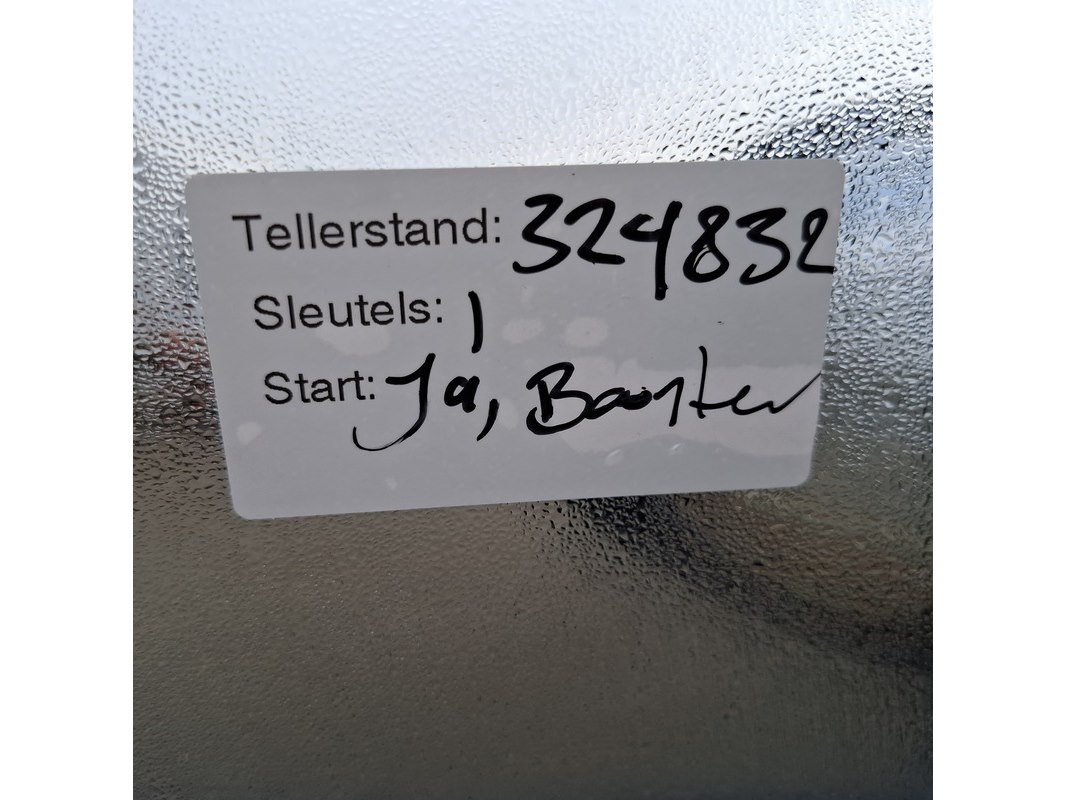 Tellerstand: 324832
Sleutels: 1
Start: Ja,